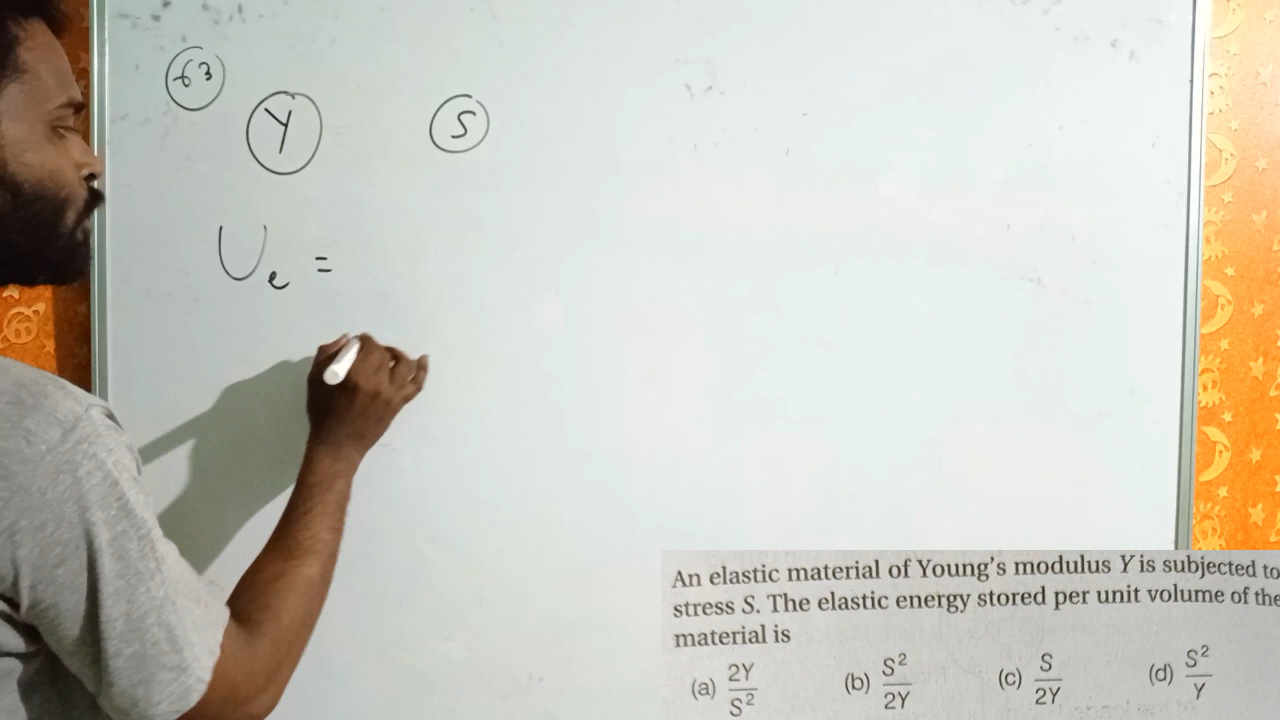 63
Y S
U e =
An elastic material of Young's modulus Y is subjected to
stress S. The elastic energy stored per unit volume of the
material is
(a) 2Y/S² (b) S²/2Y (c) S/2Y (d) S²/Y